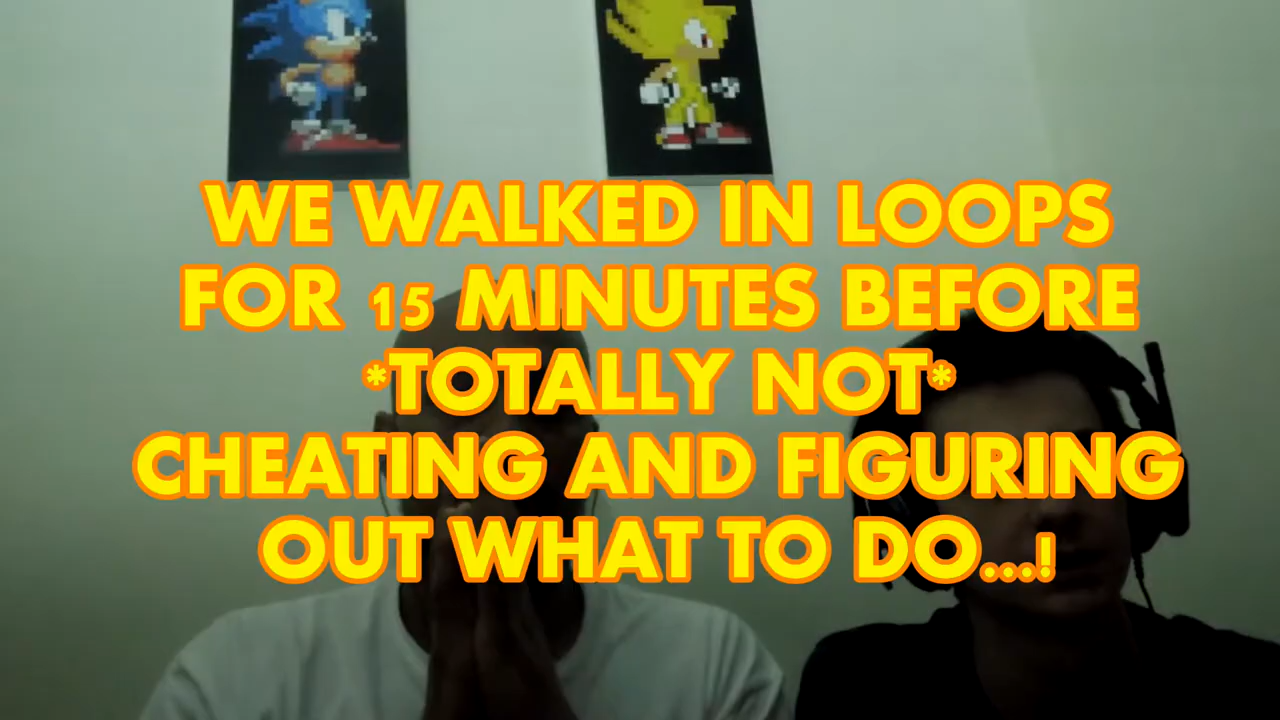 WE WALKED IN LOOPS
FOR 15 MINUTES BEFORE
*TOTALLY NOT*
CHEATING AND FIGURING
OUT WHAT TO DO...!